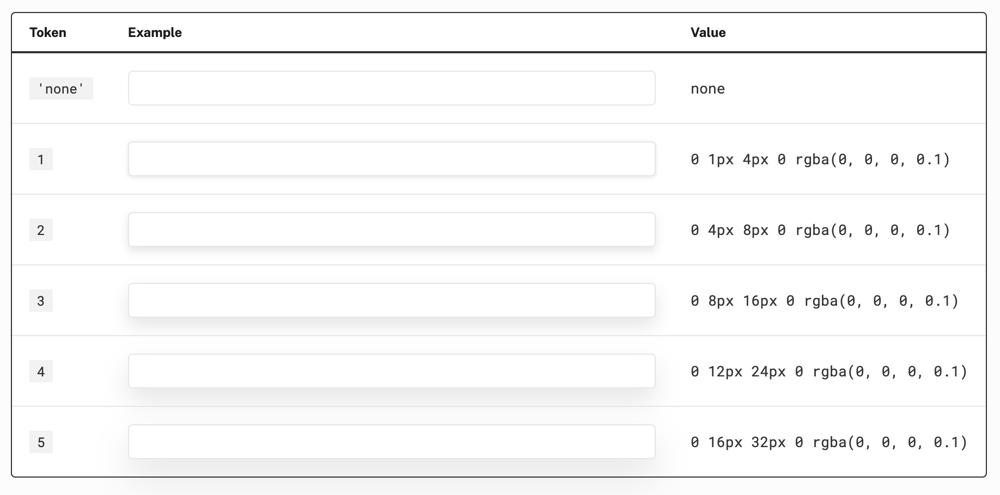 Token Example Value
'none' none
1 0 1px 4px 0 rgba(0, 0, 0, 0.1)
2 0 4px 8px 0 rgba(0, 0, 0, 0.1)
3 0 8px 16px 0 rgba(0, 0, 0, 0.1)
4 0 12px 24px 0 rgba(0, 0, 0, 0.1)
5 0 16px 32px 0 rgba(0, 0, 0, 0.1)